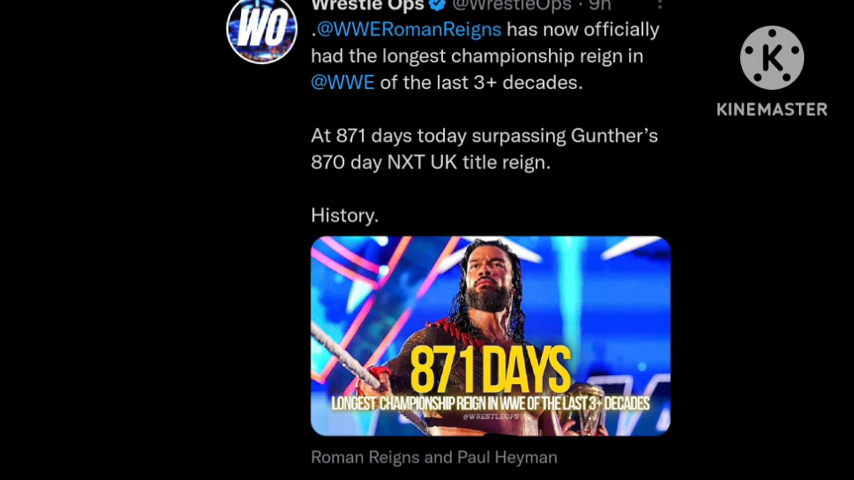 WO
Wrestle Ops @WrestleOps · 9h
.@WWERomanReigns has now officially
had the longest championship reign in
@WWE of the last 3+ decades.
At 871 days today surpassing Gunther's
870 day NXT UK title reign.
History.
871 DAYS
LONGEST CHAMPIONSHIP REIGN IN WWE OF THE LAST 3+ DECADES
@WRESTLEOPS
Roman Reigns and Paul Heyman
K
KINEMASTER